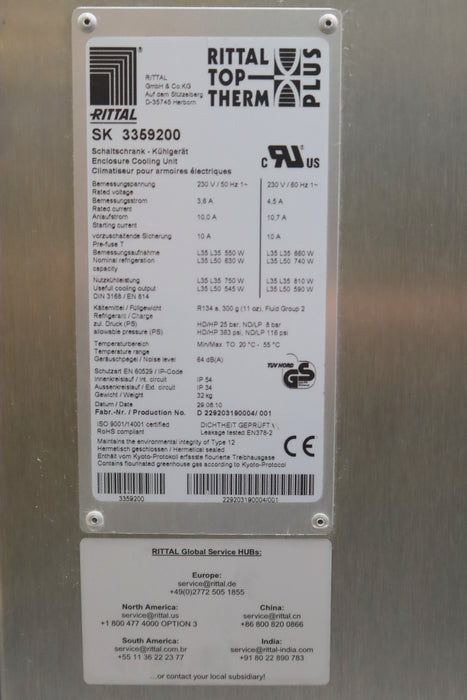 RITTAL
RITTAL
GmbH & Co.KG
Auf dem Stützelberg
D-35745 Herborn
RITTAL
TOP
THERM
PLUS
SK 3359200
Schaltschrank - Kühlgerät
Enclosure Cooling Unit
Climatiseur pour armoires électriques
C RU US
Bemessungsspannung 230 V / 50 Hz 1~ 230 V / 60 Hz 1~
Rated voltage
Bemessungsstrom 3,6 A 4,5 A
Rated current
Anlaufstrom 10,0 A 10,7 A
Starting current
vorzuschaltende Sicherung 10 A 10 A
Pre-fuse T
Bemessungsaufnahme L35 L35 550 W L35 L35 660 W
Nominal refrigeration L35 L50 630 W L35 L50 740 W
capacity
Nutzkühlleistung L35 L35 750 W L35 L35 810 W
Useful cooling output L35 L50 545 W L35 L50 590 W
DIN 3168 / EN 814
Kältemittel / Füllgewicht R134 a, 300 g (11 oz), Fluid Group 2
Refrigerant / Charge
zul. Druck (PS) HD/HP 25 bar, ND/LP 8 bar
allowable pressure (PS) HD/HP 363 psi, ND/LP 116 psi
Temperaturbereich Min/Max. TO 20 °C - 55 °C
Temperature range
Geräuschpegel / Noise level 64 dB(A)
Schutzart EN 60529 / IP-Code
Innenkreislauf / Int. circuit IP 54
Aussenkreislauf / Ext. circuit IP 34
Gewicht / Weight 32 kg
Datum / Date 29.06.10
Fabr.-Nr. / Production No. D 229203190004/ 001
TÜV NORD
GS
ISO 9001/14001 certified DICHTHEIT GEPRÜFT \
RoHS compliant Leakage tested EN378-2
Maintains the environmental integrity of Type 12
Hermetisch geschlossen / Hermetical sealed
Enthält vom Kyoto-Protokoll erfasste flourierte Treibhausgase
Contains flourinated greenhouse gas according to Kyoto-Protocol
CE
3359200 229203190004/001
RITTAL Global Service HUBs:
Europe:
service@rittal.de
+49(0)2772 505 1855
North America:
service@rittal.us
+1 800 477 4000 OPTION 3
China:
service@rittal.cn
+86 800 820 0866
South America:
service@rittal.com.br
+55 11 36 22 23 77
India:
service@rittal-india.com
+91 80 22 890 783
...or contact your local subsidiary!